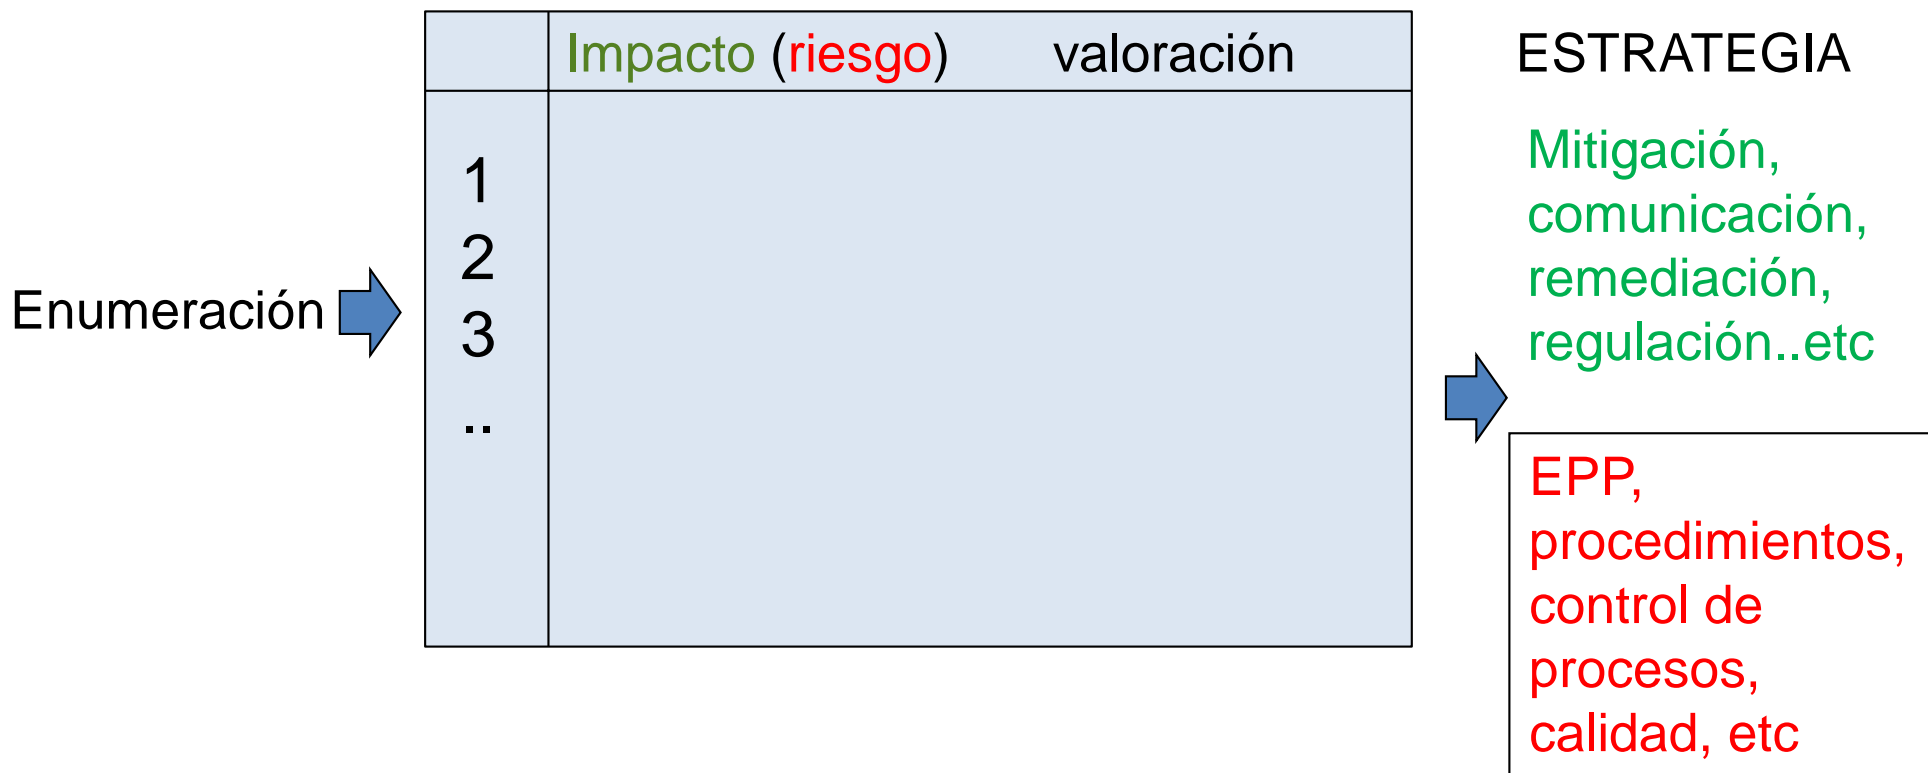 Impacto (riesgo) valoración
1
2
3
..
Enumeración
ESTRATEGIA
Mitigación,
comunicación,
remediación,
regulación..etc
EPP,
procedimientos,
control de
procesos,
calidad, etc